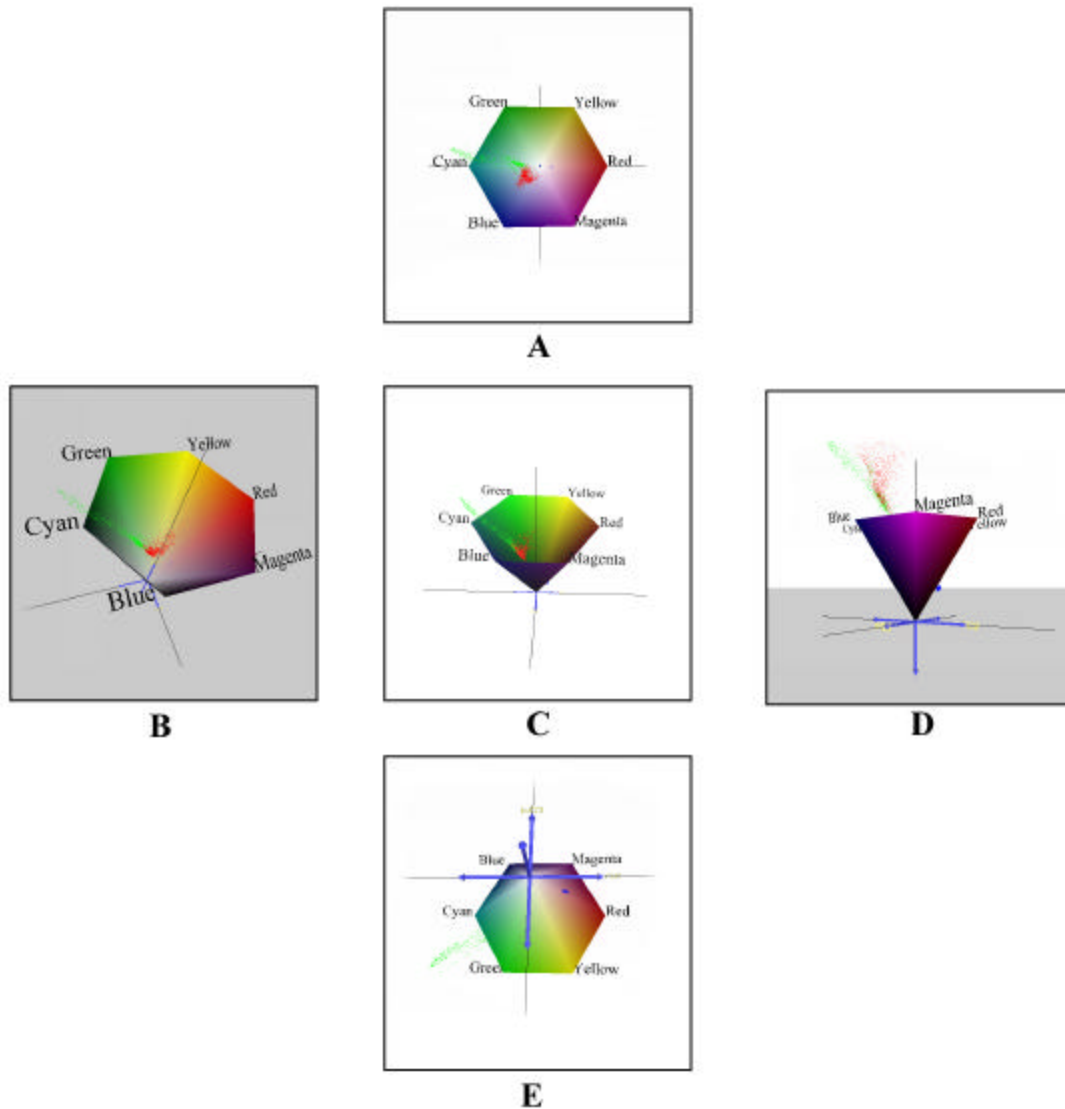 Green Yellow
Cyan Red
Blue Magenta
A
Green Yellow
Cyan Red
Blue Magenta
B
Green Yellow
Cyan Red
Blue Magenta
C
Magenta
Blue Red
D
Blue Magenta
Cyan Red
Green Yellow
E